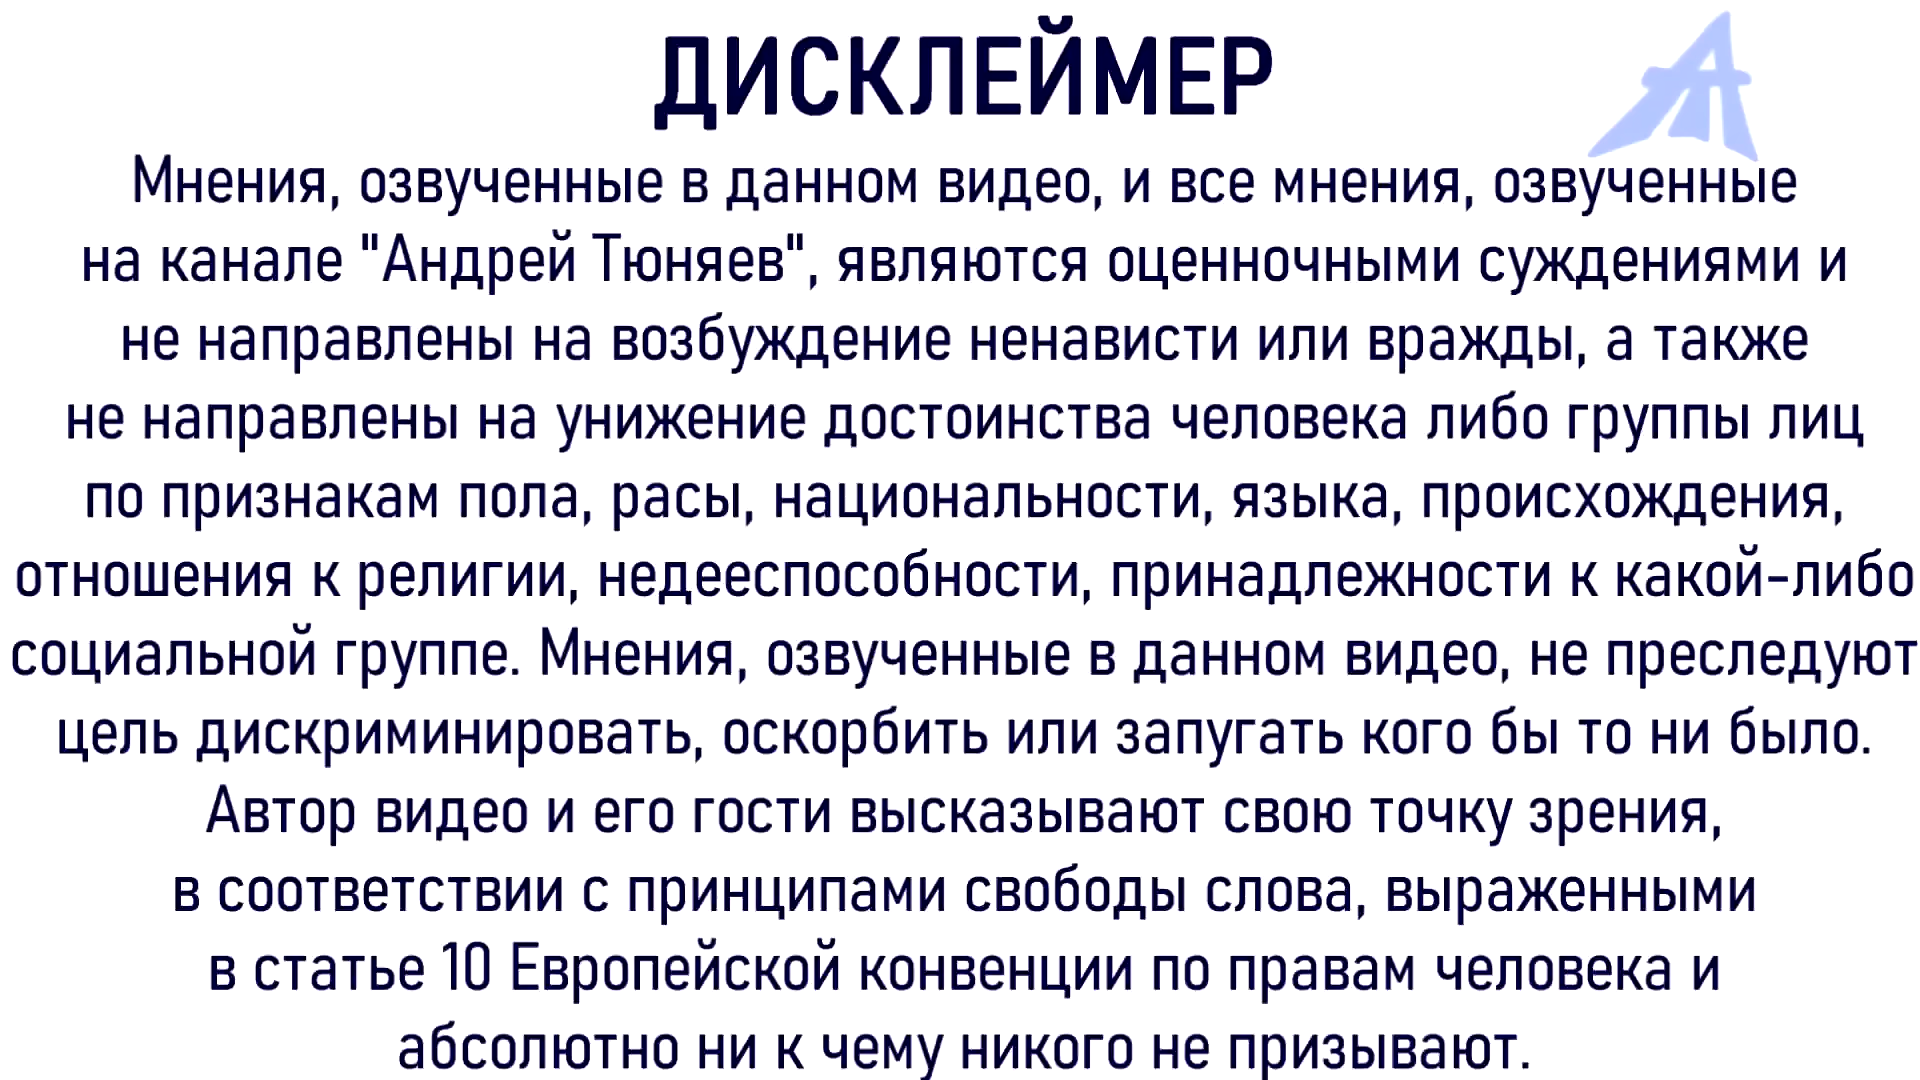 ДИСКЛЕЙМЕР
Мнения, озвученные в данном видео, и все мнения, озвученные
на канале "Андрей Тюняев", являются оценночными суждениями и
не направлены на возбуждение ненависти или вражды, а также
не направлены на унижение достоинства человека либо группы лиц
по признакам пола, расы, национальности, языка, происхождения,
отношения к религии, недееспособности, принадлежности к какой-либо
социальной группе. Мнения, озвученные в данном видео, не преследуют
цель дискриминировать, оскорбить или запугать кого бы то ни было.
Автор видео и его гости высказывают свою точку зрения,
в соответствии с принципами свободы слова, выраженными
в статье 10 Европейской конвенции по правам человека и
абсолютно ни к чему никого не призывают.